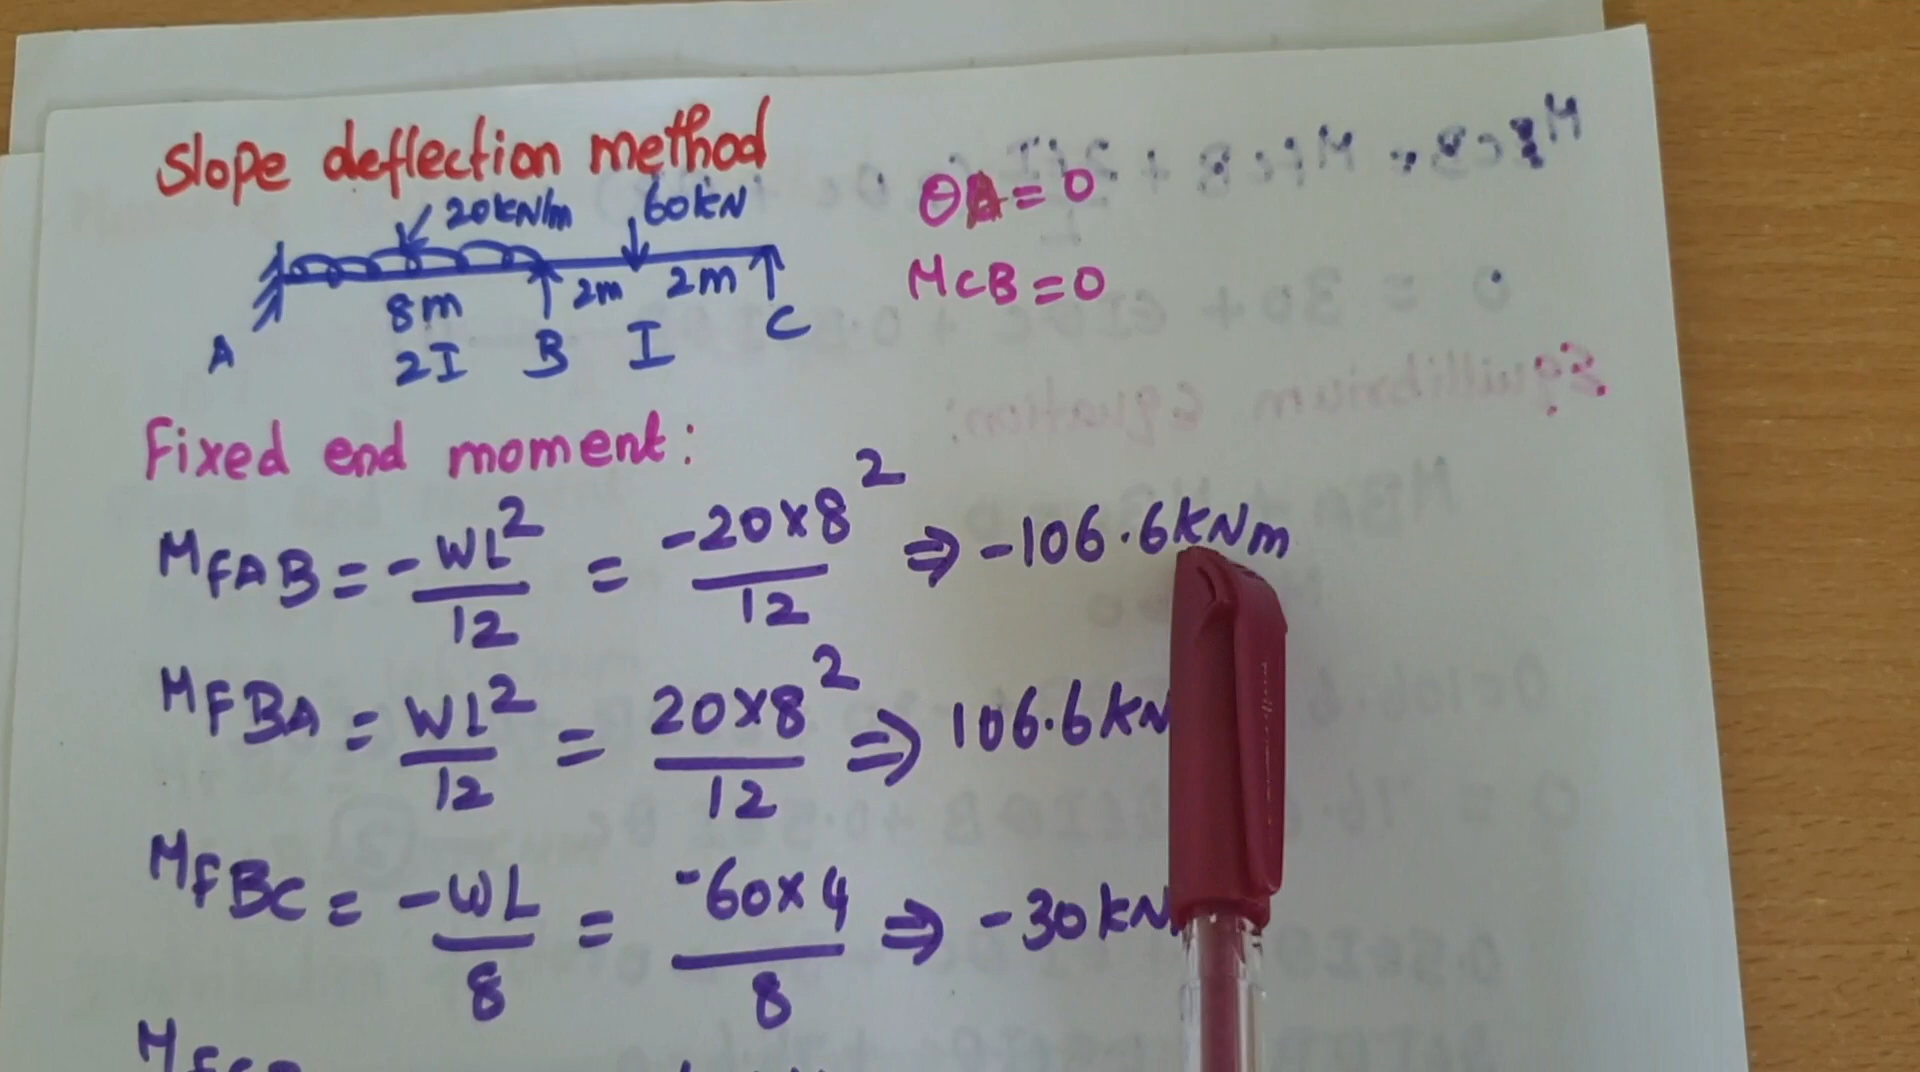 Slope deflection method
20kN/m 60kN
8m 2m 2m
A 2I B I C
θA = 0
MCB = 0
Fixed end moment:
MFAB = -WL²/12 = -20×8²/12 ⇒ -106.6kNm
MFBA = WL²/12 = 20×8²/12 ⇒ 106.6kN
MFBC = -WL/8 = -60×4/8 ⇒ -30kN